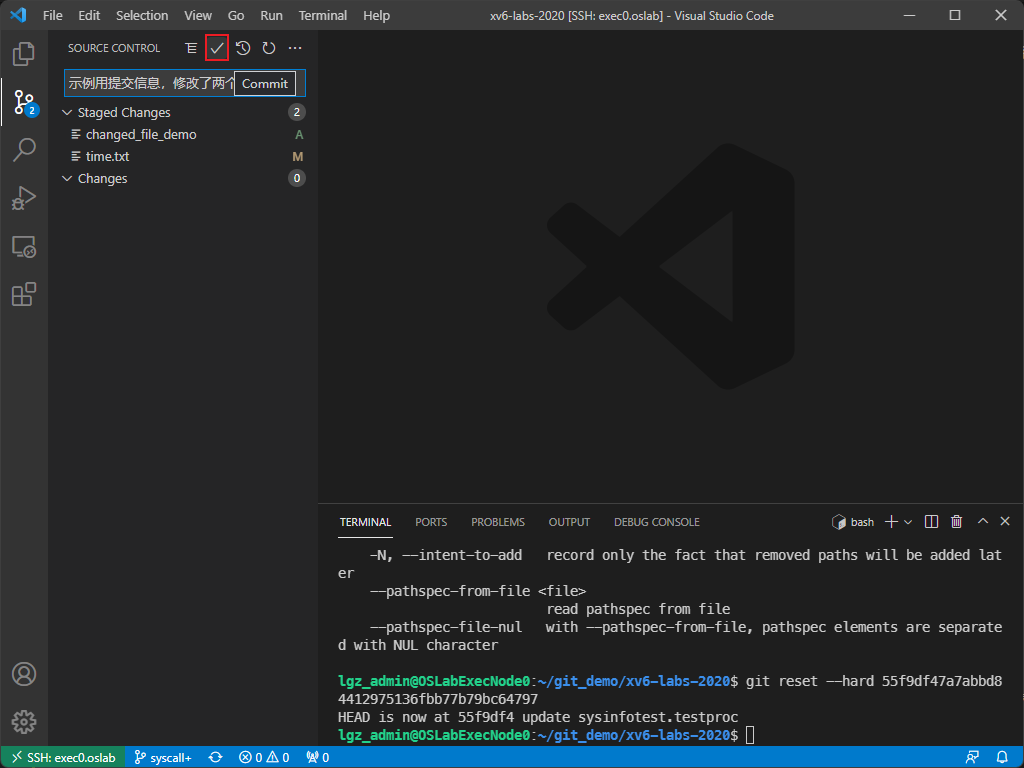 File Edit Selection View Go Run Terminal Help xv6-labs-2020 [SSH: exec0.oslab] - Visual Studio Code
SOURCE CONTROL
示例用提交信息，修改了两个 Commit
Staged Changes 2
changed_file_demo A
time.txt M
Changes 0
2
TERMINAL PORTS PROBLEMS OUTPUT DEBUG CONSOLE bash
-N, --intent-to-add record only the fact that removed paths will be added lat
er
--pathspec-from-file <file>
read pathspec from file
--pathspec-file-nul with --pathspec-from-file, pathspec elements are separate
d with NUL character
lgz_admin@OSLabExecNode0:~/git_demo/xv6-labs-2020$ git reset --hard 55f9df47a7abbd8
4412975136fbb77b79bc64797
HEAD is now at 55f9df4 update sysinfotest.testproc
lgz_admin@OSLabExecNode0:~/git_demo/xv6-labs-2020$
SSH: exec0.oslab syscall+ 0 0 0